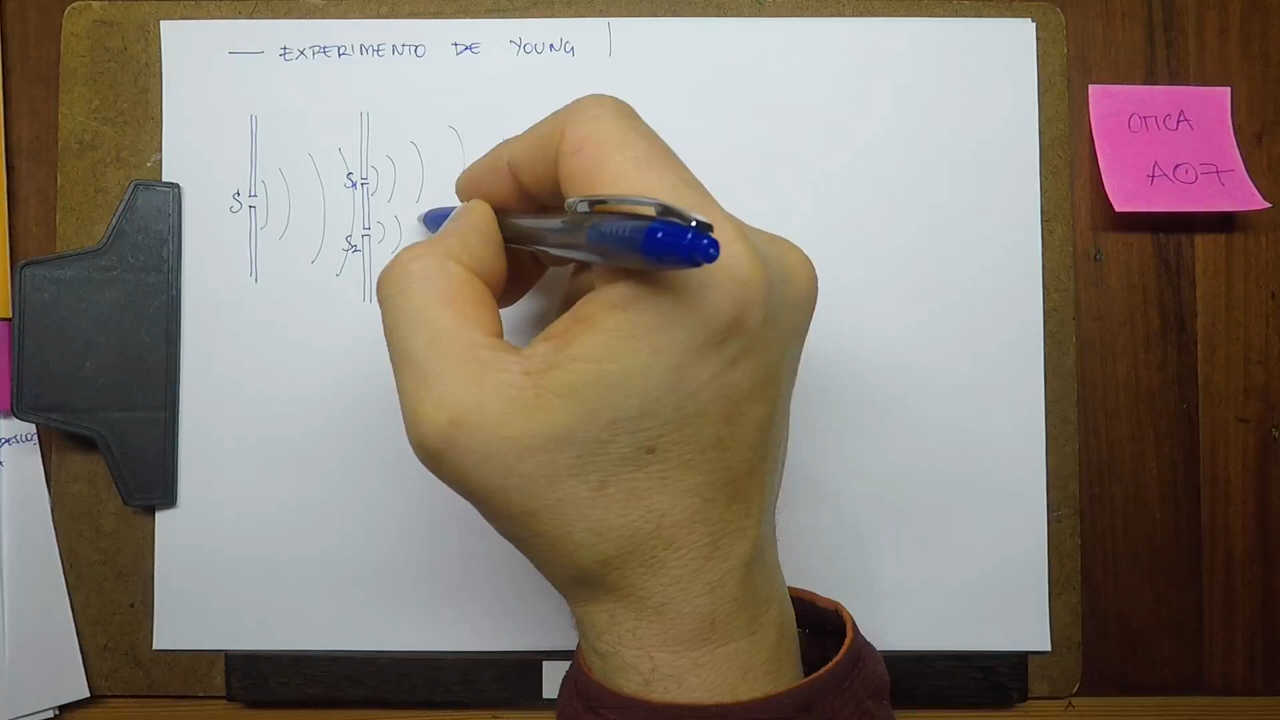 — EXPERIMENTO DE YOUNG |
S
S1
S2
OTICA
A07